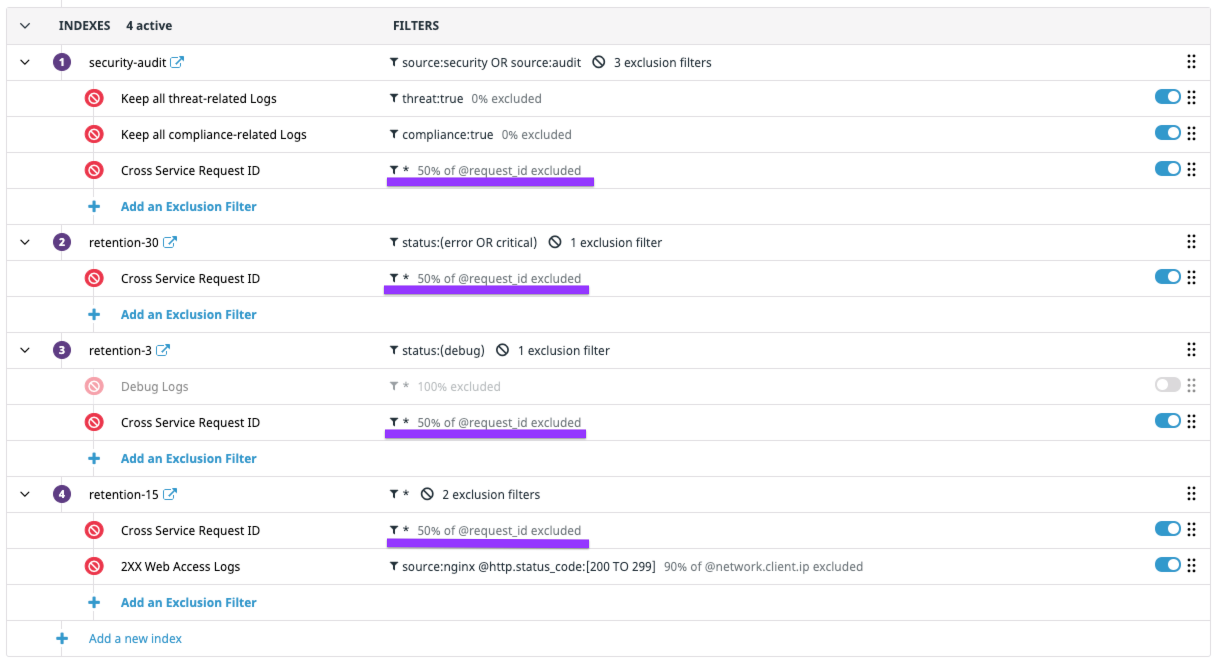 INDEXES 4 active FILTERS
1 security-audit source:security OR source:audit 3 exclusion filters
Keep all threat-related Logs threat:true 0% excluded
Keep all compliance-related Logs compliance:true 0% excluded
Cross Service Request ID * 50% of @request_id excluded
+ Add an Exclusion Filter
2 retention-30 status:(error OR critical) 1 exclusion filter
Cross Service Request ID * 50% of @request_id excluded
+ Add an Exclusion Filter
3 retention-3 status:(debug) 1 exclusion filter
Debug Logs * 100% excluded
Cross Service Request ID * 50% of @request_id excluded
+ Add an Exclusion Filter
4 retention-15 * 2 exclusion filters
Cross Service Request ID * 50% of @request_id excluded
2XX Web Access Logs source:nginx @http.status_code:[200 TO 299] 90% of @network.client.ip excluded
+ Add an Exclusion Filter
+ Add a new index